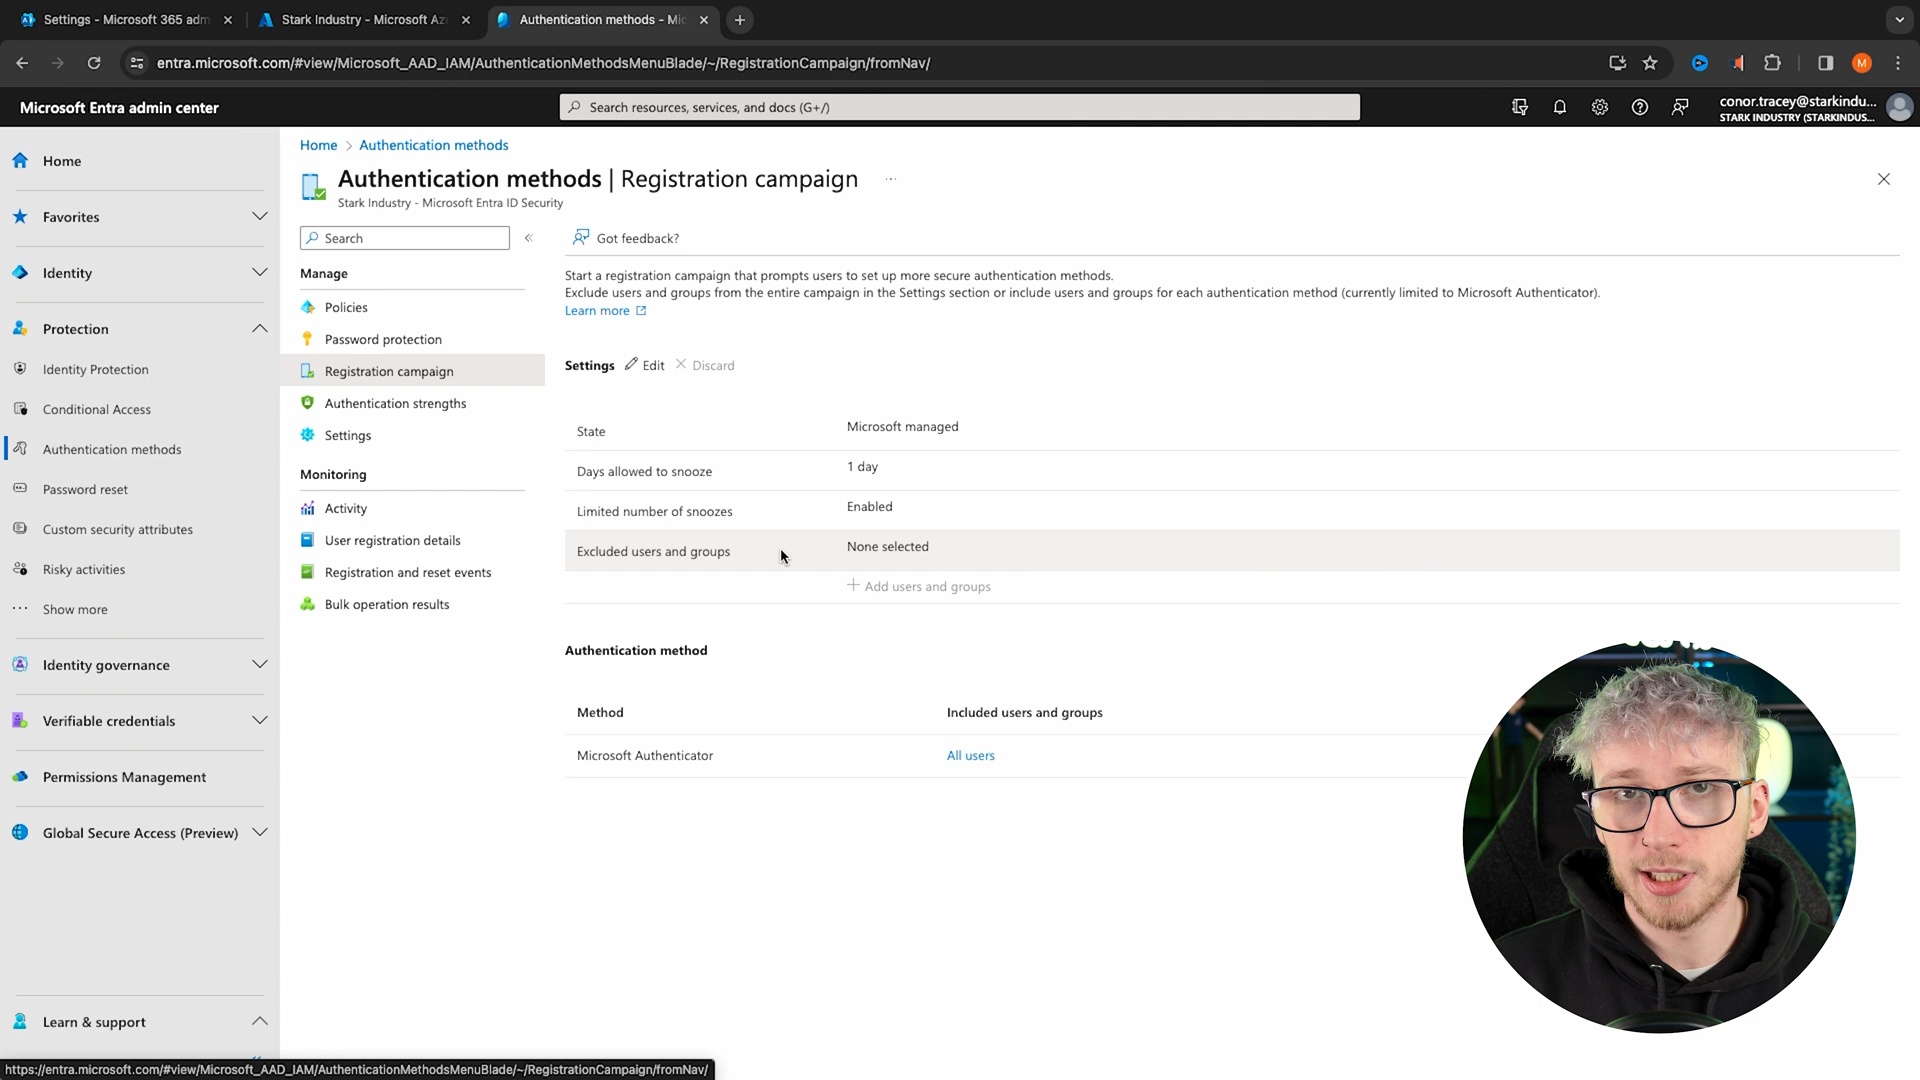 Settings - Microsoft 365 adm
Stark Industry - Microsoft Az
Authentication methods - Mic
entra.microsoft.com/#view/Microsoft_AAD_IAM/AuthenticationMethodsMenuBlade/~/RegistrationCampaign/fromNav/
M
Microsoft Entra admin center
Search resources, services, and docs (G+/)
conor.tracey@starkindu...
STARK INDUSTRY (STARKINDUS...
Home
Favorites
Identity
Protection
Identity Protection
Conditional Access
Authentication methods
Password reset
Custom security attributes
Risky activities
Show more
Identity governance
Verifiable credentials
Permissions Management
Global Secure Access (Preview)
Learn & support
Home > Authentication methods
Authentication methods | Registration campaign ...
Stark Industry - Microsoft Entra ID Security
Search
Manage
Policies
Password protection
Registration campaign
Authentication strengths
Settings
Monitoring
Activity
User registration details
Registration and reset events
Bulk operation results
Got feedback?
Start a registration campaign that prompts users to set up more secure authentication methods.
Exclude users and groups from the entire campaign in the Settings section or include users and groups for each authentication method (currently limited to Microsoft Authenticator).
Learn more
Settings Edit Discard
State Microsoft managed
Days allowed to snooze 1 day
Limited number of snoozes Enabled
Excluded users and groups None selected
+ Add users and groups
Authentication method
Method Included users and groups
Microsoft Authenticator All users
https://entra.microsoft.com/#view/Microsoft_AAD_IAM/AuthenticationMethodsMenuBlade/~/RegistrationCampaign/fromNav/